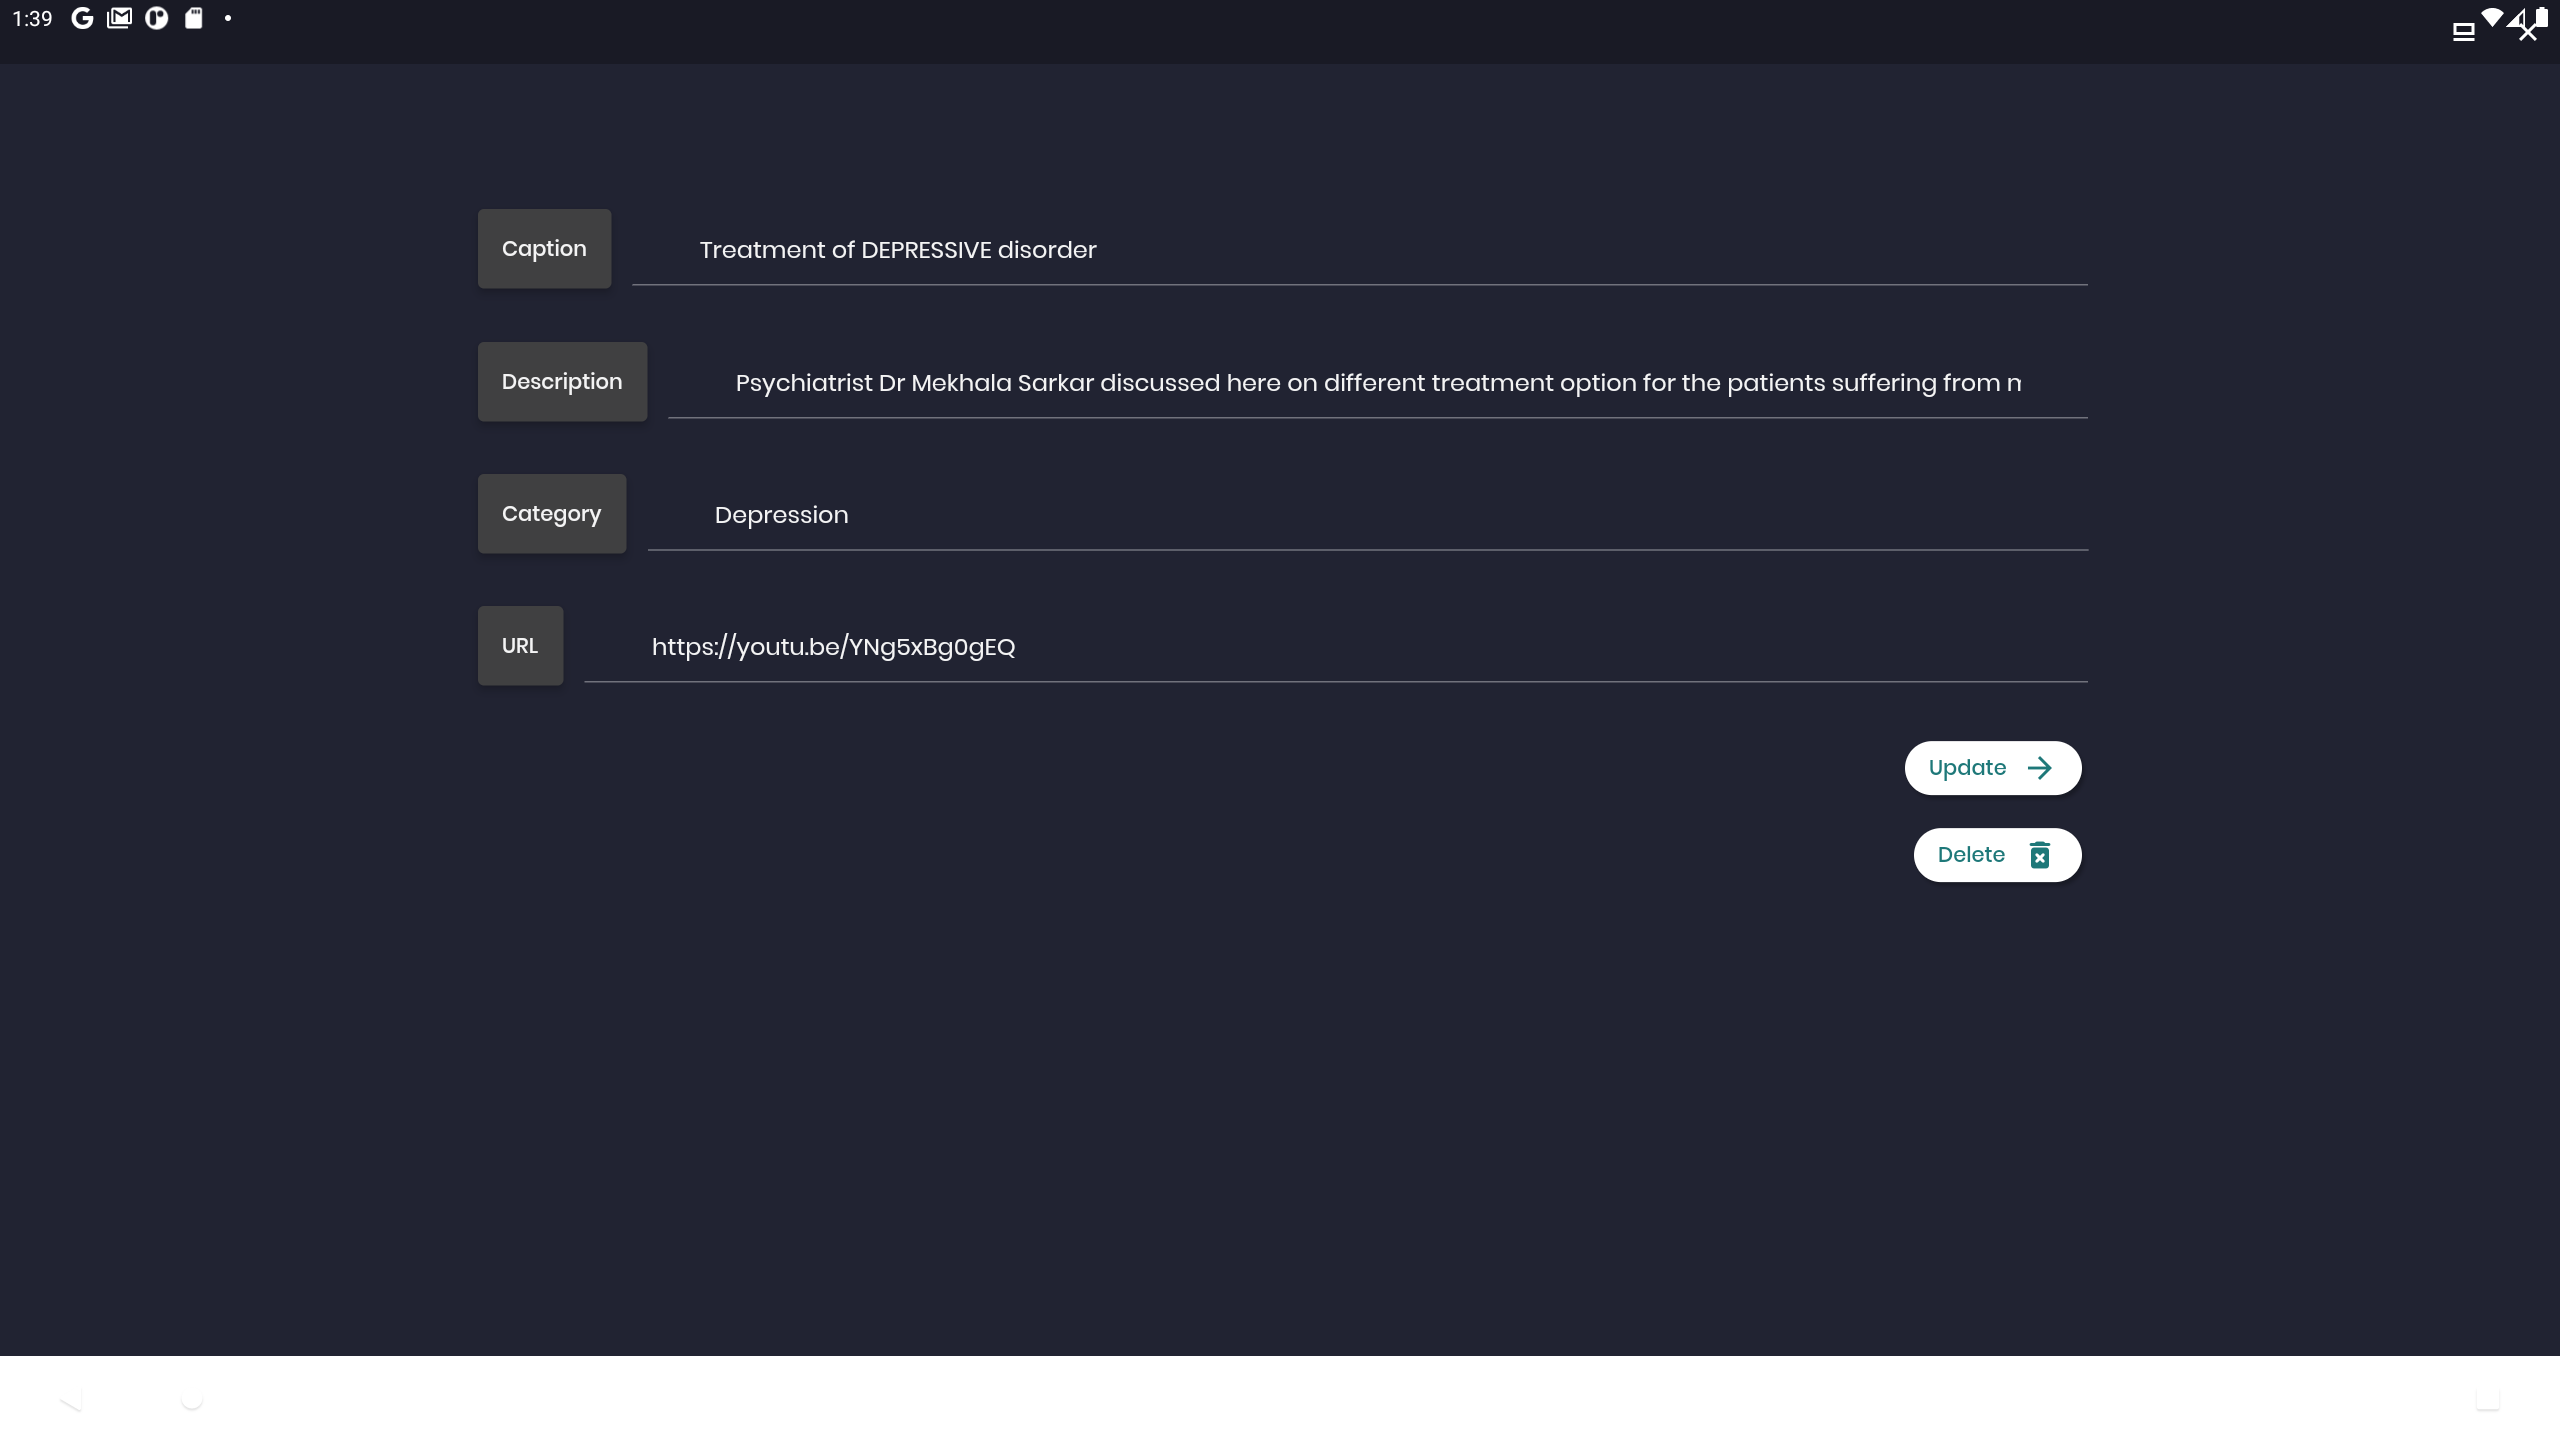 1:39
Caption
Treatment of DEPRESSIVE disorder
Description
Psychiatrist Dr Mekhala Sarkar discussed here on different treatment option for the patients suffering from
Category
Depression
URL
https://youtu.be/YNg5xBg0gEQ
Update
Delete